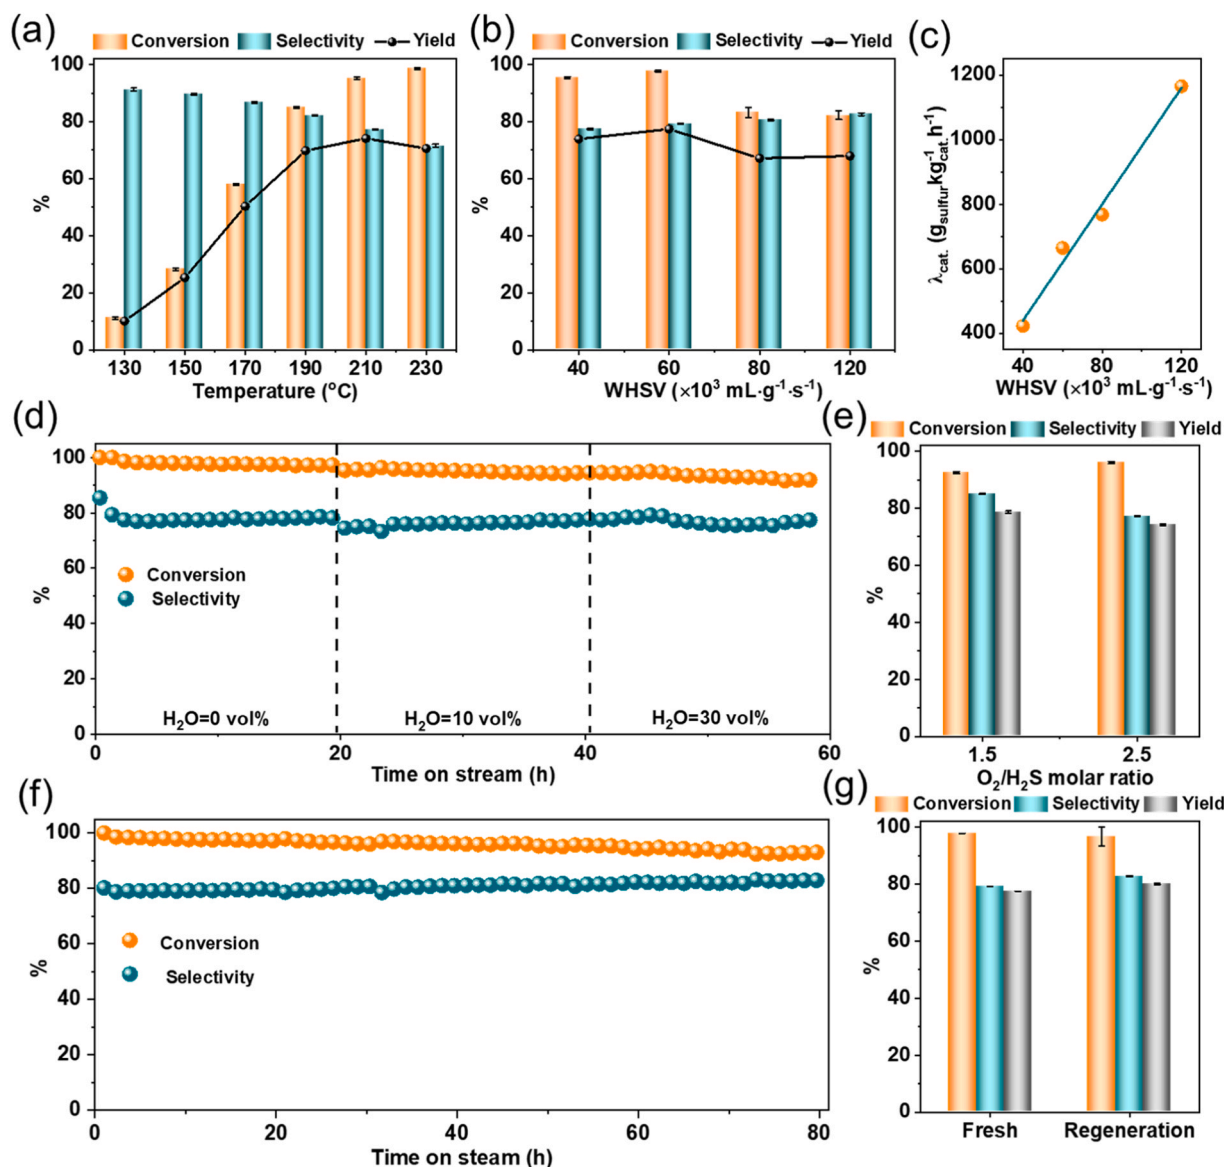 (a)
Conversion Selectivity Yield
%
100
80
60
40
20
0
130 150 170 190 210 230
Temperature (°C)
(b)
Conversion Selectivity Yield
%
100
80
60
40
20
0
40 60 80 120
WHSV (×10³ mL·g⁻¹·s⁻¹)
(c)
λcat. (gsulfurkg⁻¹cat.h⁻¹)
1200
1000
800
600
400
40 60 80 120
WHSV (×10³ mL·g⁻¹·s⁻¹)
(d)
%
100
80
60
40
20
0
Conversion
Selectivity
H₂O=0 vol% H₂O=10 vol% H₂O=30 vol%
0 20 40 60
Time on stream (h)
(e)
Conversion Selectivity Yield
%
100
80
60
40
20
0
1.5 2.5
O₂/H₂S molar ratio
(f)
%
100
80
60
40
20
0
Conversion
Selectivity
0 20 40 60 80
Time on steam (h)
(g)
Conversion Selectivity Yield
%
100
80
60
40
20
0
Fresh Regeneration